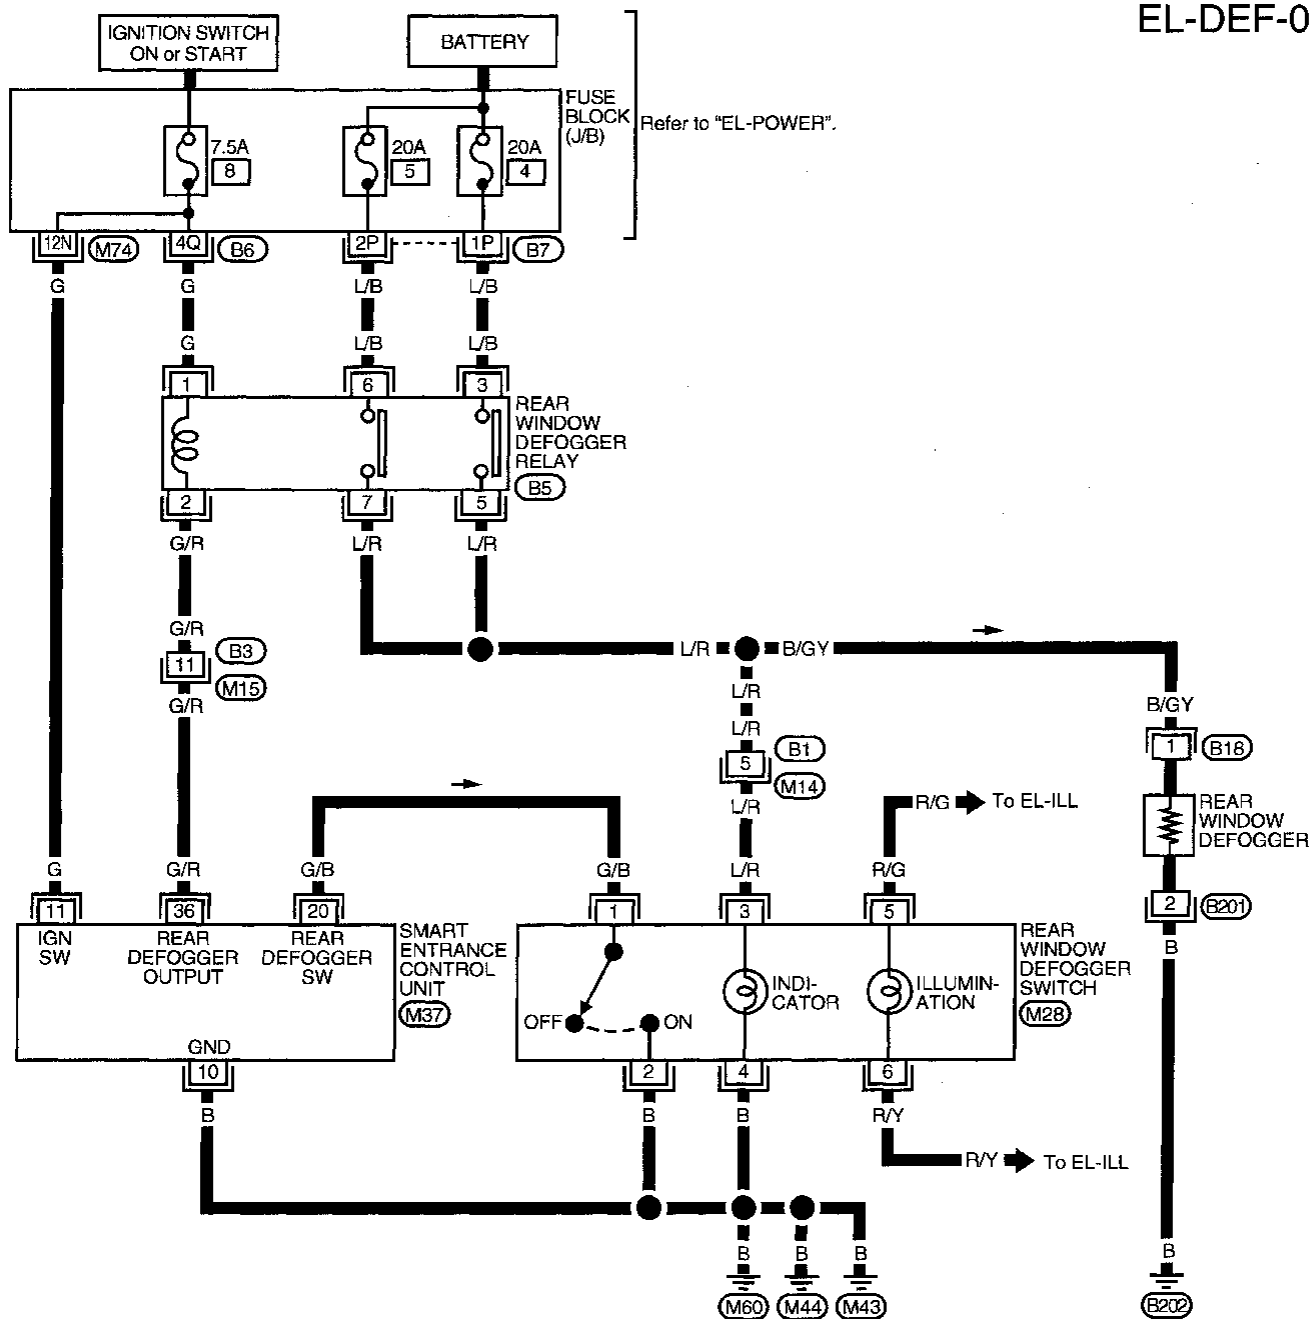 EL-DEF-0
IGNITION SWITCH
ON or START
BATTERY
FUSE
BLOCK
(J/B)
Refer to "EL-POWER".
7.5A
8
20A
5
20A
4
12N
M74
4Q
B6
2P
1P
B7
G
G
L/B
L/B
G
L/B
L/B
1
6
3
REAR
WINDOW
DEFOGGER
RELAY
B5
2
7
5
G/R
L/R
L/R
G/R
11
B3
M15
G/R
L/R
B/GY
L/R
L/R
5
B1
M14
L/R
B/GY
1
B18
REAR
WINDOW
DEFOGGER
R/G
To EL-ILL
G
G/R
G/B
G/B
L/R
R/G
11
36
20
1
3
5
2
B201
B
IGN
SW
REAR
DEFOGGER
OUTPUT
REAR
DEFOGGER
SW
SMART
ENTRANCE
CONTROL
UNIT
M37
GND
10
OFF
ON
INDI-
CATOR
ILLUMIN-
ATION
REAR
WINDOW
DEFOGGER
SWITCH
M28
2
4
6
B
B
B
R/Y
R/Y
To EL-ILL
B
B
B
B
M60
M44
M43
B202